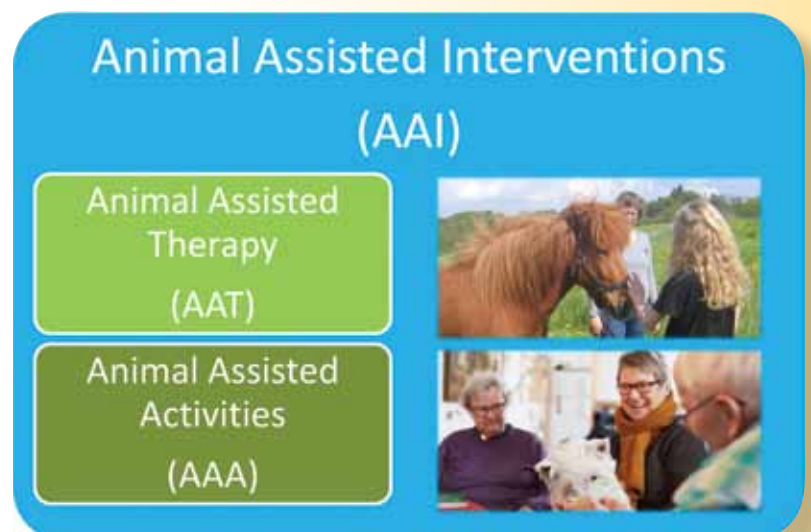 Animal Assisted Interventions
(AAI)
Animal Assisted
Therapy
(AAT)
Animal Assisted
Activities
(AAA)